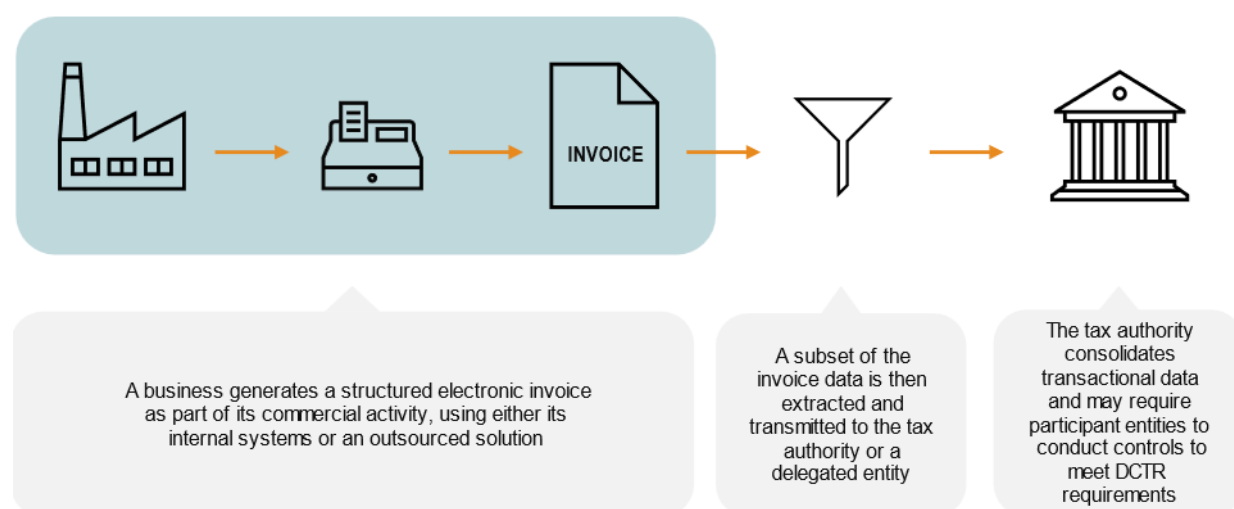 INVOICE
A business generates a structured electronic invoice
as part of its commercial activity, using either its
internal systems or an outsourced solution
A subset of the
invoice data is then
extracted and
transmitted to the tax
authority or a
delegated entity
The tax authority
consolidates
transactional data
and may require
participant entities to
conduct controls to
meet DCTR
requirements